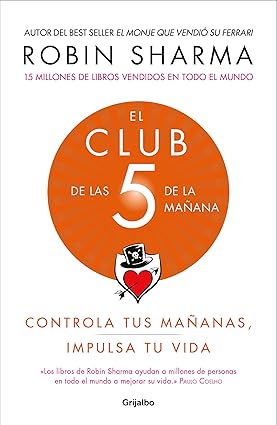 AUTOR DEL BEST SELLER EL MONJE QUE VENDIÓ SU FERRARI
ROBIN SHARMA
15 MILLONES DE LIBROS VENDIDOS EN TODO EL MUNDO
EL
CLUB
DE LAS 5 DE LA
MAÑANA
CONTROLA TUS MAÑANAS,
IMPULSA TU VIDA
«Los libros de Robin Sharma ayudan a millones de personas
en todo el mundo a mejorar su vida.» PAULO COELHO
Grijalbo